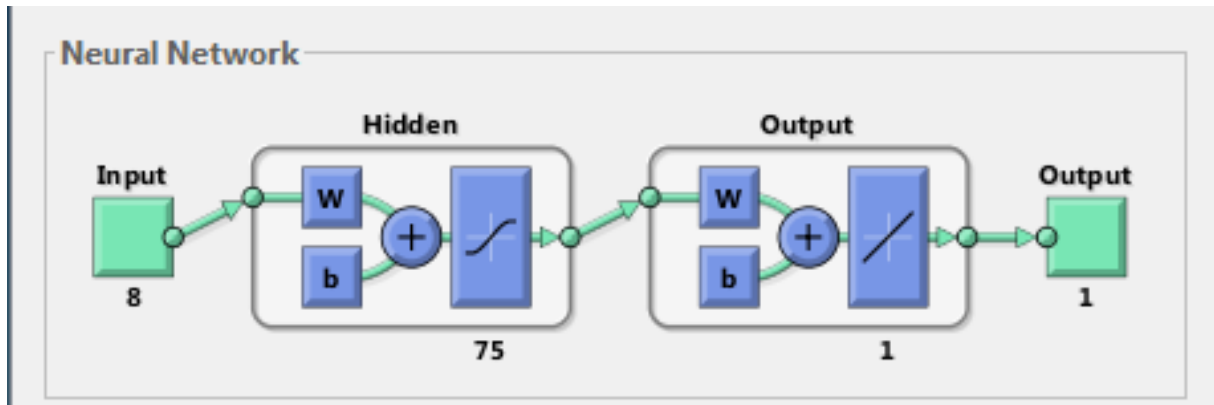 Neural Network
Hidden
Output
Input
Output
W
W
+
+
b
b
8
1
75
1